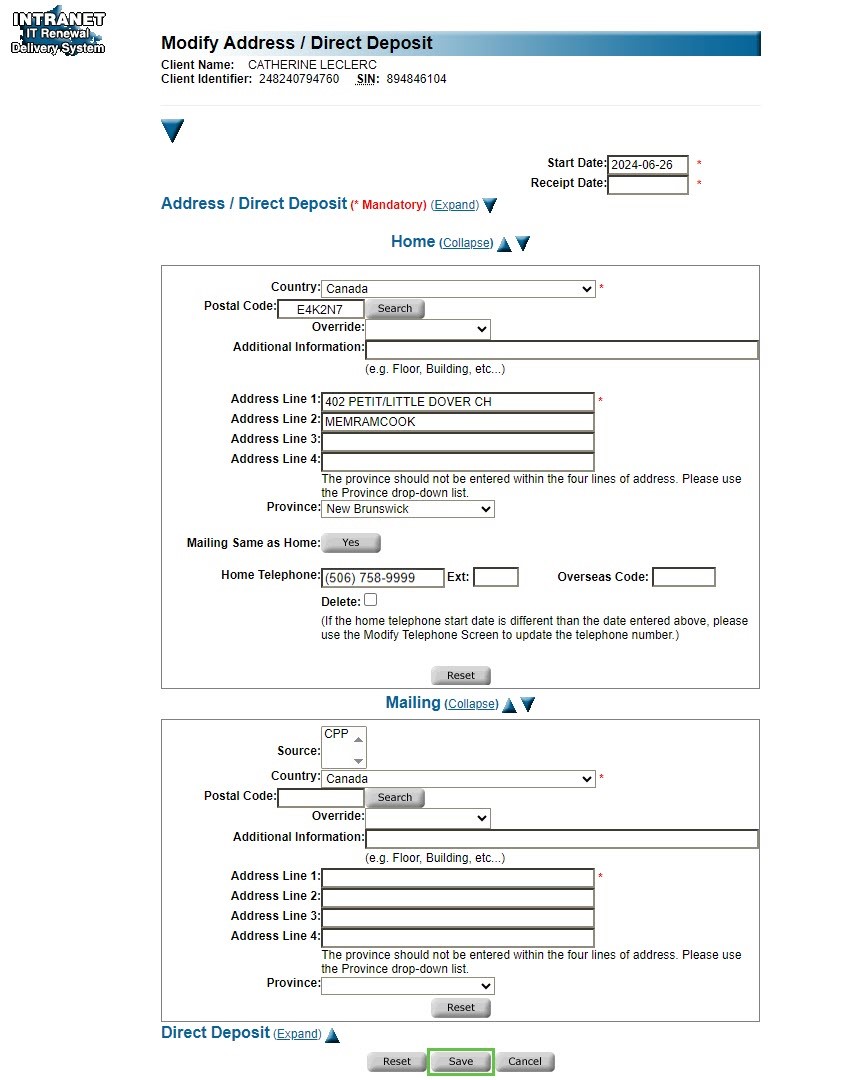 INTRANET
IT Renewal
Delivery System
Modify Address / Direct Deposit
Client Name: CATHERINE LECLERC
Client Identifier: 248240794760 SIN: 894846104
Start Date: 2024-06-26 *
Receipt Date: *
Address / Direct Deposit (* Mandatory) (Expand)
Home (Collapse)
Country: Canada *
Postal Code: E4K2N7 Search
Override:
Additional Information:
(e.g. Floor, Building, etc...)
Address Line 1: 402 PETIT/LITTLE DOVER CH *
Address Line 2: MEMRAMCOOK
Address Line 3:
Address Line 4:
The province should not be entered within the four lines of address. Please use
the Province drop-down list.
Province: New Brunswick
Mailing Same as Home: Yes
Home Telephone: (506) 758-9999 Ext: Overseas Code:
Delete:
(If the home telephone start date is different than the date entered above, please
use the Modify Telephone Screen to update the telephone number.)
Reset
Mailing (Collapse)
Source: CPP
Country: Canada *
Postal Code: Search
Override:
Additional Information:
(e.g. Floor, Building, etc...)
Address Line 1: *
Address Line 2:
Address Line 3:
Address Line 4:
The province should not be entered within the four lines of address. Please use
the Province drop-down list.
Province:
Reset
Direct Deposit (Expand)
Reset Save Cancel